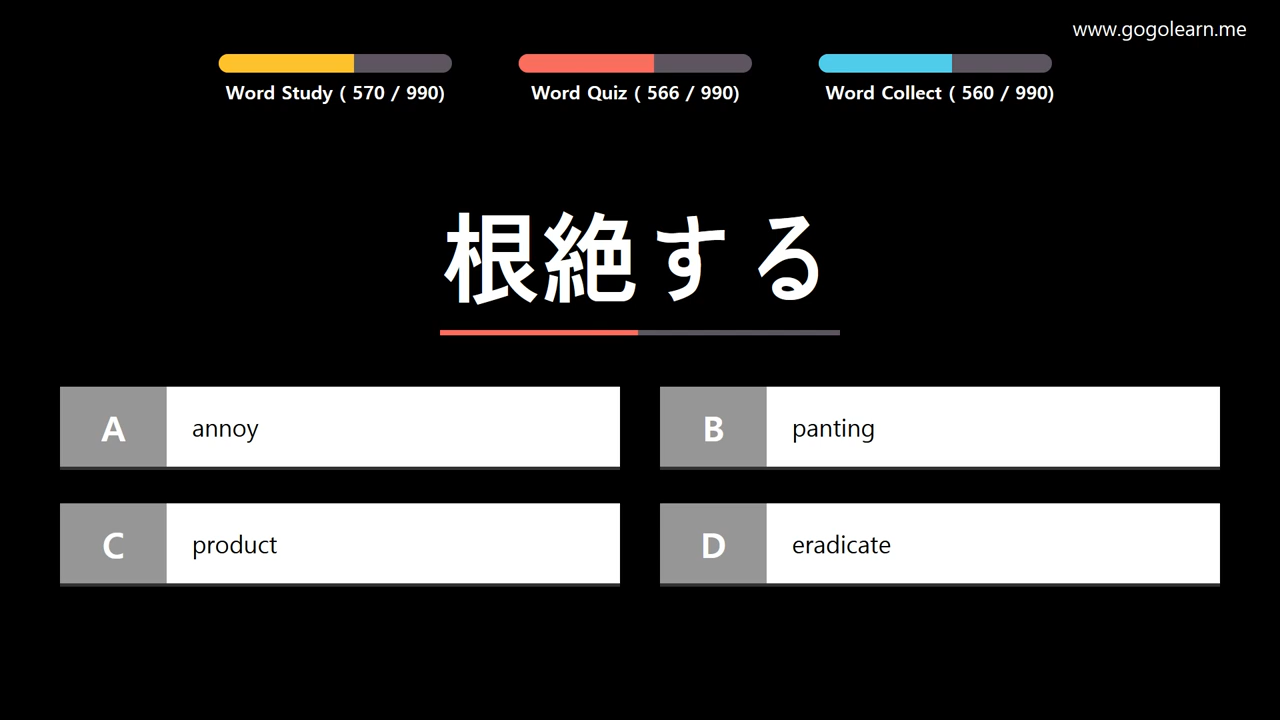 www.gogolearn.me
Word Study ( 570 / 990)
Word Quiz ( 566 / 990)
Word Collect ( 560 / 990)
根絶する
A annoy
B panting
C product
D eradicate